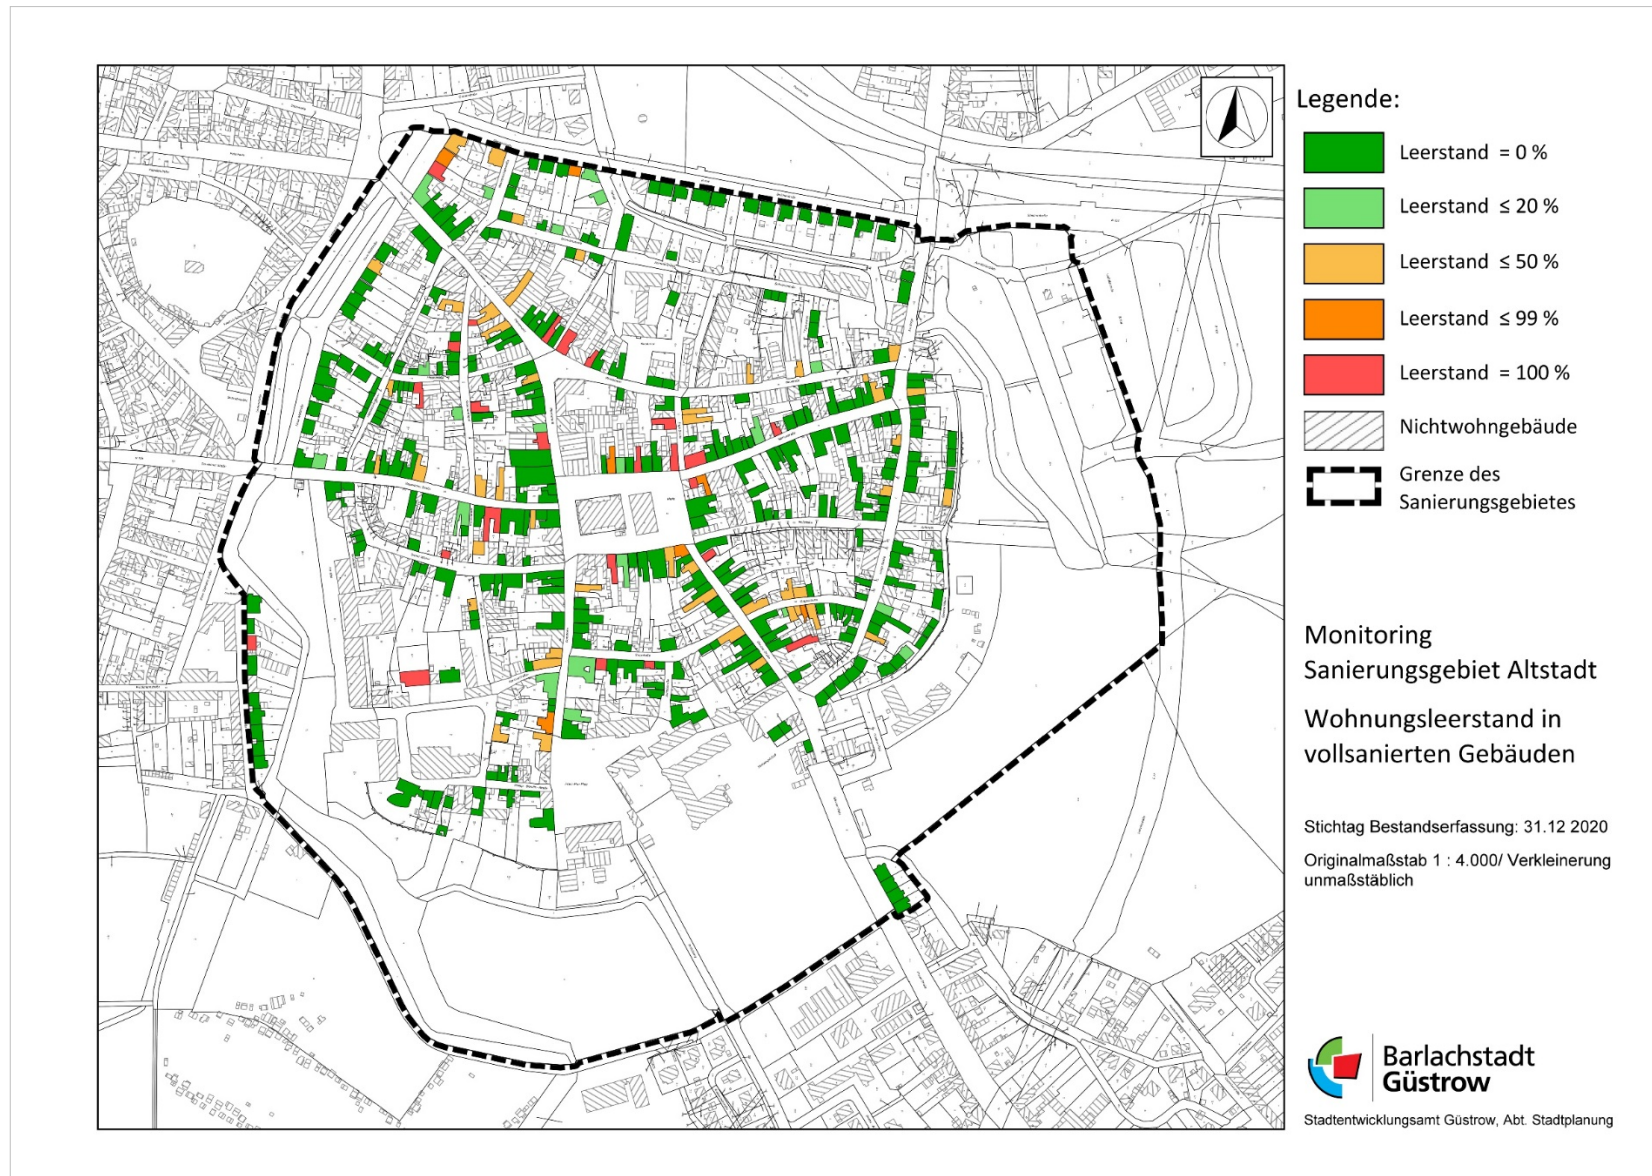 Legende:
Leerstand = 0 %
Leerstand ≤ 20 %
Leerstand ≤ 50 %
Leerstand ≤ 99 %
Leerstand = 100 %
Nichtwohngebäude
Grenze des
Sanierungsgebietes
Monitoring
Sanierungsgebiet Altstadt
Wohnungsleerstand in
vollsanierten Gebäuden
Stichtag Bestandserfassung: 31.12 2020
Originalmaßstab 1 : 4.000/ Verkleinerung
unmaßstäblich
Barlachstadt
Güstrow
Stadtentwicklungsamt Güstrow, Abt. Stadtplanung